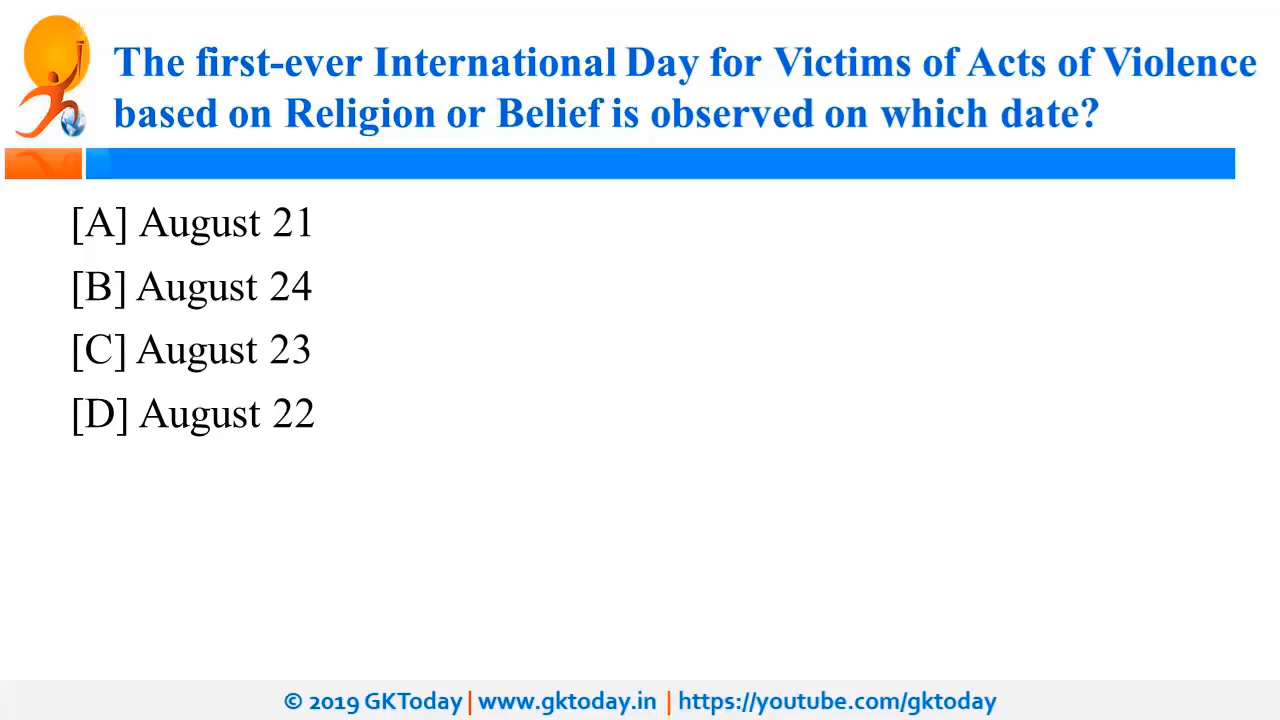 The first-ever International Day for Victims of Acts of Violence
based on Religion or Belief is observed on which date?
[A] August 21
[B] August 24
[C] August 23
[D] August 22
© 2019 GKToday | www.gktoday.in | https://youtube.com/gktoday